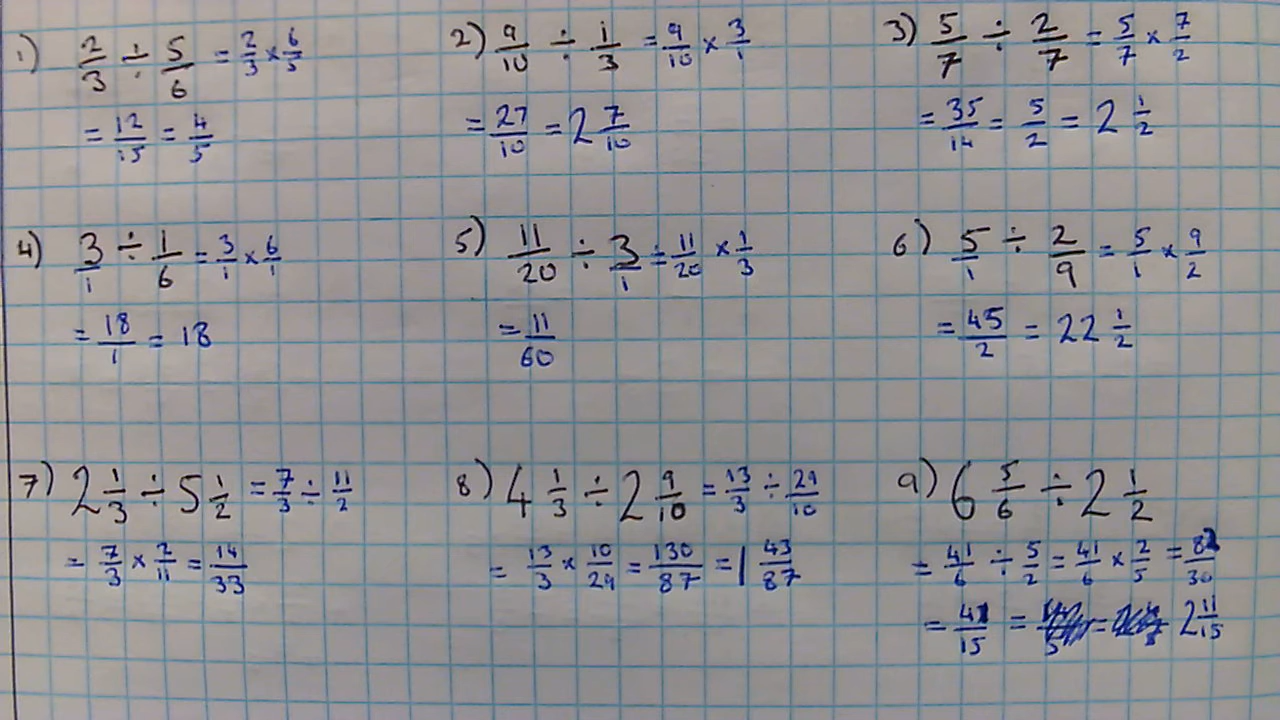 1) 2/3 ÷ 5/6 = 2/3 × 6/5
= 12/15 = 4/5
2) 9/10 ÷ 1/3 = 9/10 × 3/1
= 27/10 = 2 7/10
3) 5/7 ÷ 2/7 = 5/7 × 7/2
= 35/14 = 5/2 = 2 1/2
4) 3/1 ÷ 1/6 = 3/1 × 6/1
= 18/1 = 18
5) 11/20 ÷ 3/1 = 11/20 × 1/3
= 11/60
6) 5/1 ÷ 2/9 = 5/1 × 9/2
= 45/2 = 22 1/2
7) 2 1/3 ÷ 5 1/2 = 7/3 ÷ 11/2
= 7/3 × 2/11 = 14/33
8) 4 1/3 ÷ 2 9/10 = 13/3 ÷ 29/10
= 13/3 × 10/29 = 130/87 = 1 43/87
9) 6 5/6 ÷ 2 1/2
= 41/6 ÷ 5/2 = 41/6 × 2/5 = 82/30
= 41/15 = 2 11/15